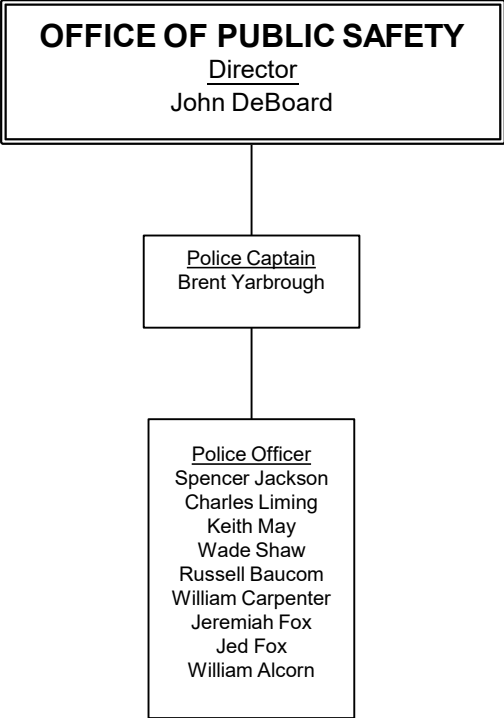 OFFICE OF PUBLIC SAFETY
Director
John DeBoard
Police Captain
Brent Yarbrough
Police Officer
Spencer Jackson
Charles Liming
Keith May
Wade Shaw
Russell Baucom
William Carpenter
Jeremiah Fox
Jed Fox
William Alcorn